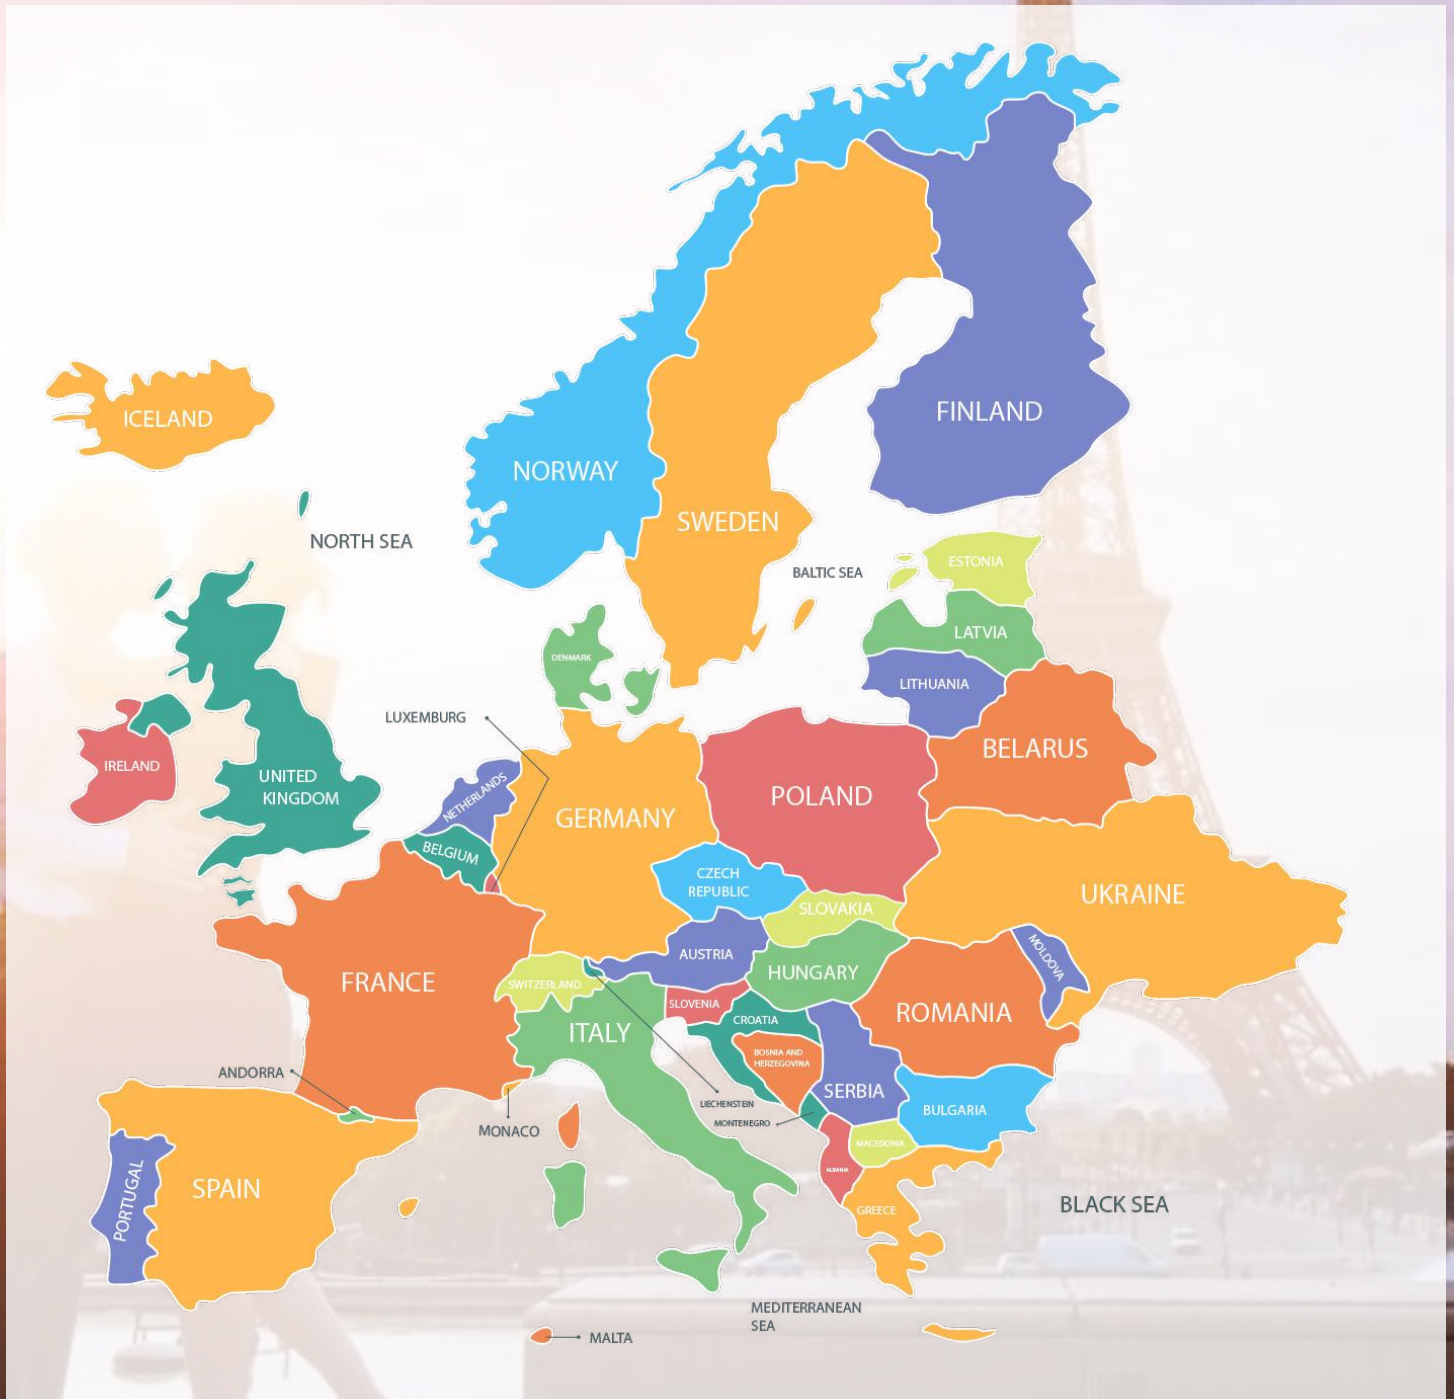 ICELAND
NORTH SEA
NORWAY
SWEDEN
FINLAND
BALTIC SEA
ESTONIA
LATVIA
LITHUANIA
DENMARK
LUXEMBURG
IRELAND
UNITED
KINGDOM
NETHERLANDS
BELGIUM
GERMANY
POLAND
BELARUS
CZECH
REPUBLIC
SLOVAKIA
UKRAINE
FRANCE
SWITZERLAND
AUSTRIA
HUNGARY
MOLDOVA
SLOVENIA
ITALY
CROATIA
ROMANIA
BOSNIA AND
HERZEGOVINA
ANDORRA
SERBIA
LIECHENSTEIN
BULGARIA
MONTENEGRO
MONACO
MACEDONIA
ALBANIA
PORTUGAL
SPAIN
GREECE
BLACK SEA
MEDITERRANEAN
SEA
MALTA